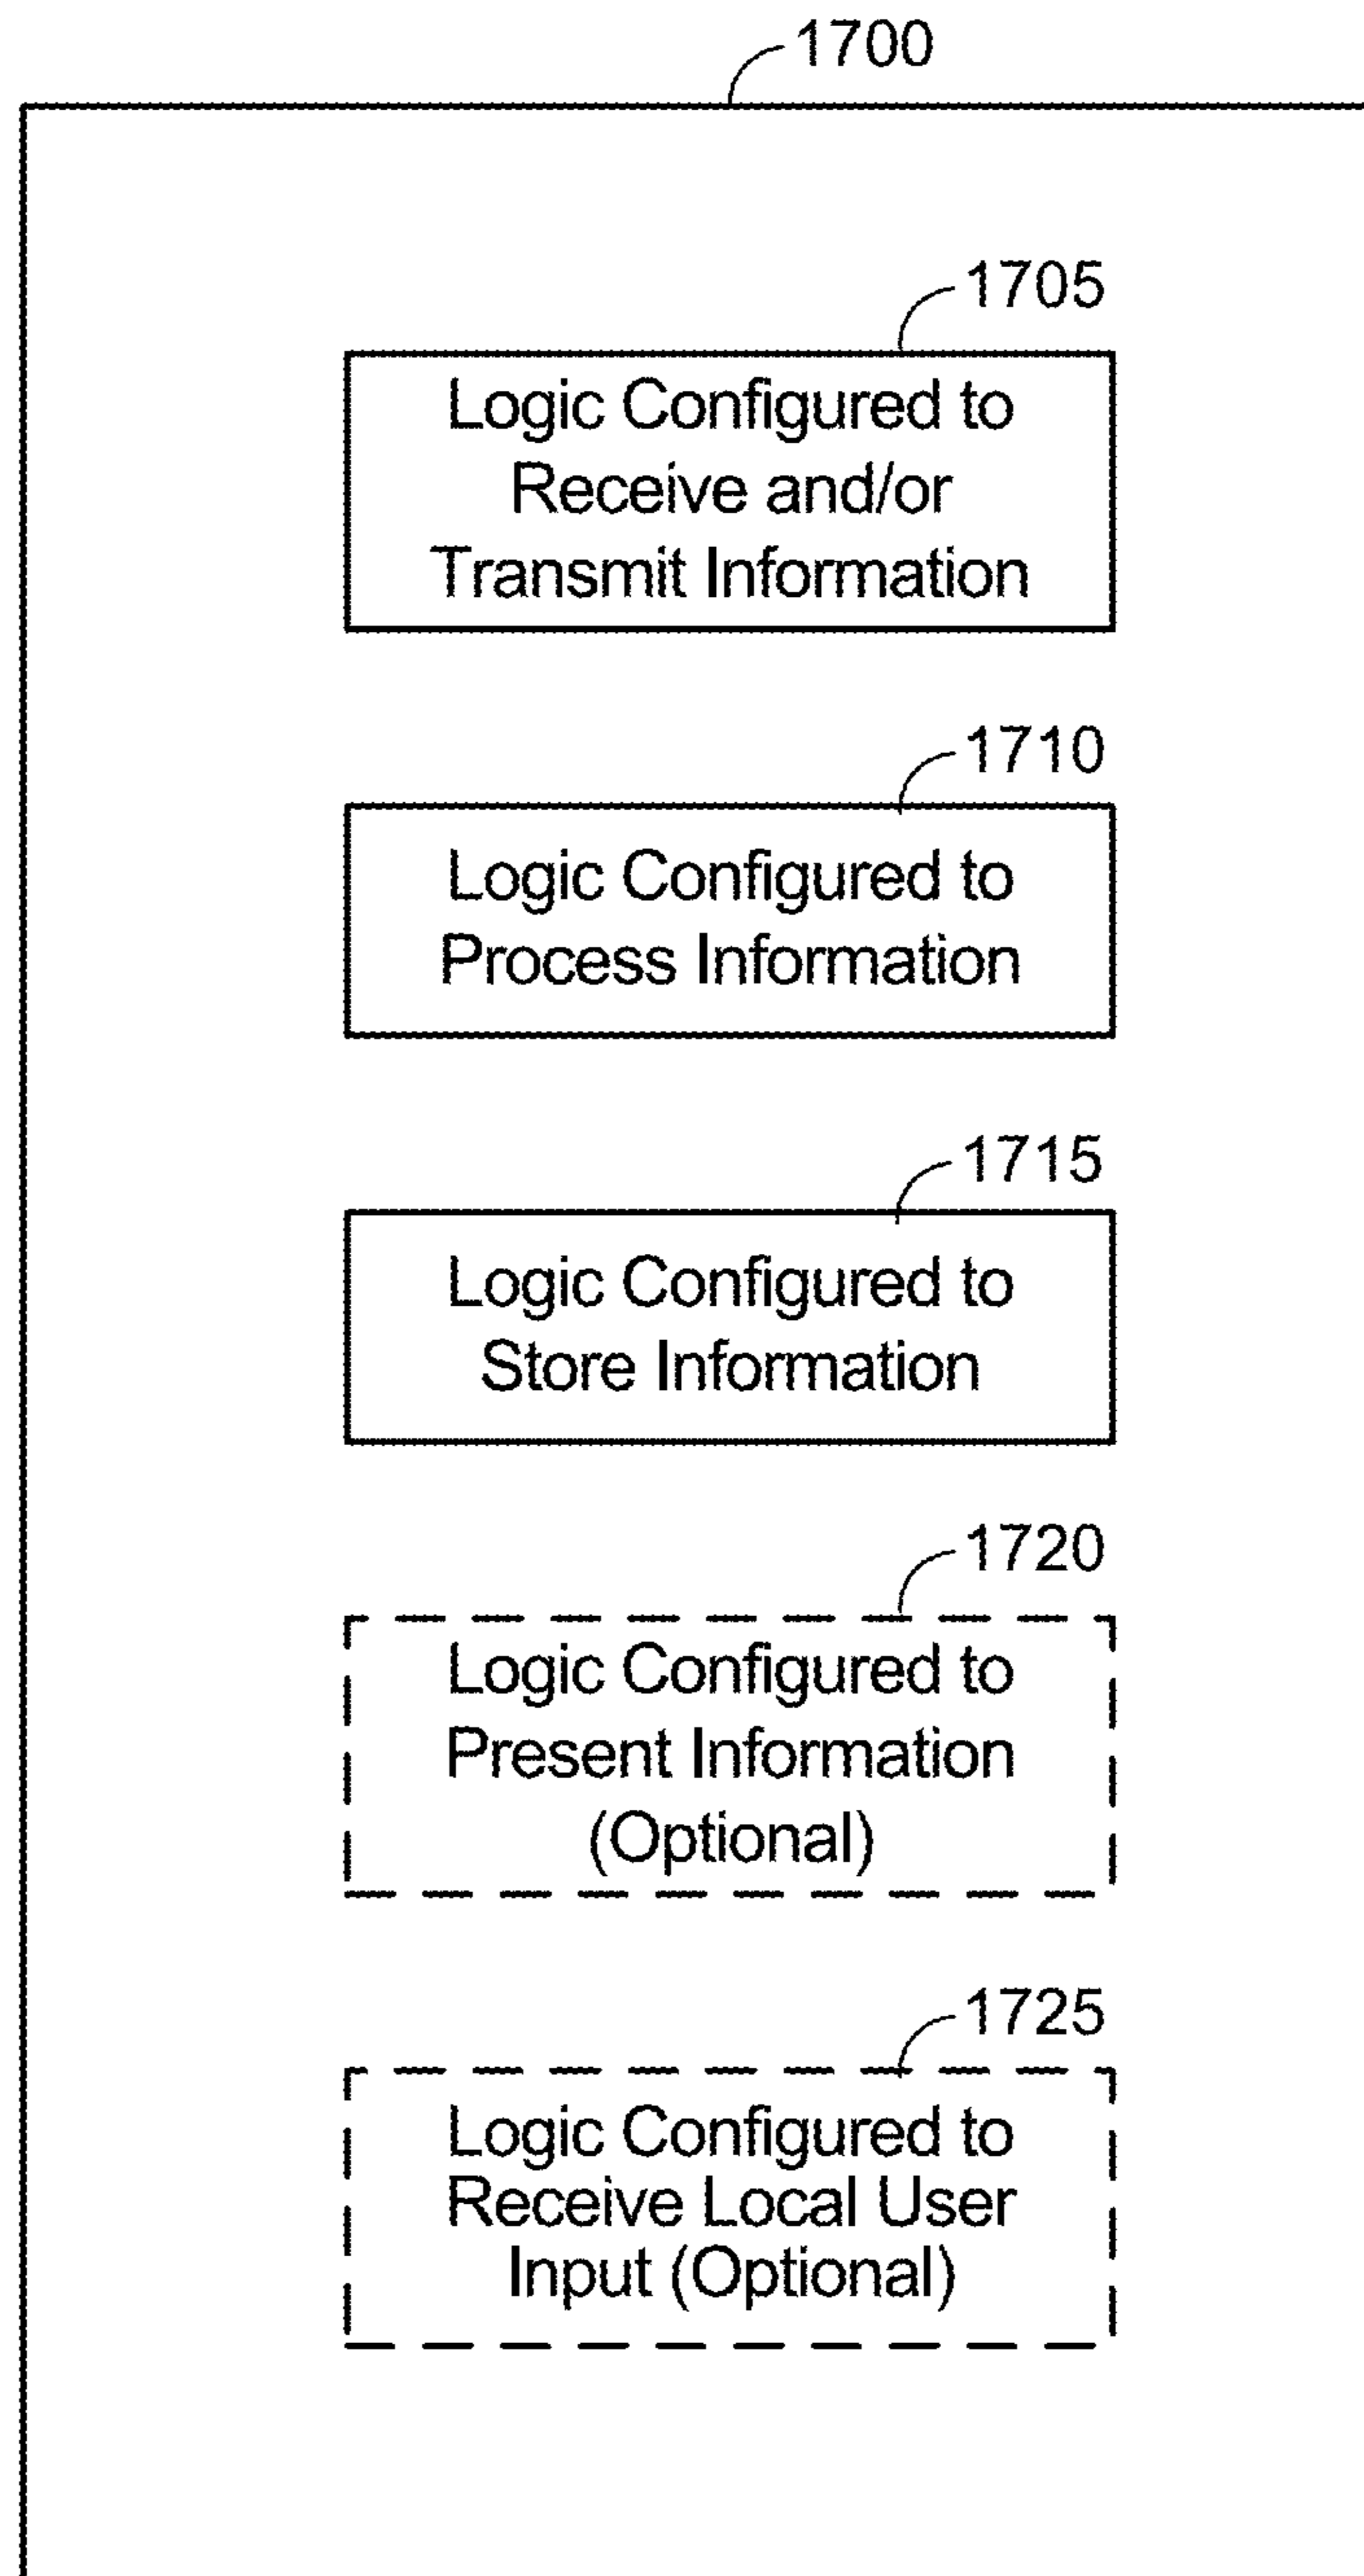 1700
1705
Logic Configured to
Receive and/or
Transmit Information
1710
Logic Configured to
Process Information
1715
Logic Configured to
Store Information
1720
Logic Configured to
Present Information
(Optional)
1725
Logic Configured to
Receive Local User
Input (Optional)